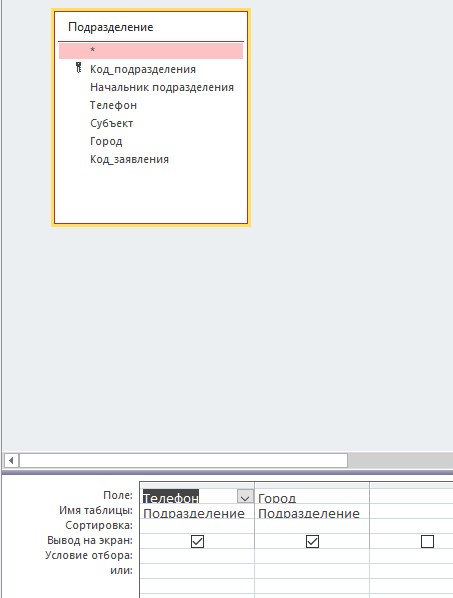 Подразделение
*
Код_подразделения
Начальник подразделения
Телефон
Субъект
Город
Код_заявления
Поле: Телефон Город
Имя таблицы: Подразделение Подразделение
Сортировка:
Вывод на экран:
Условие отбора:
или: